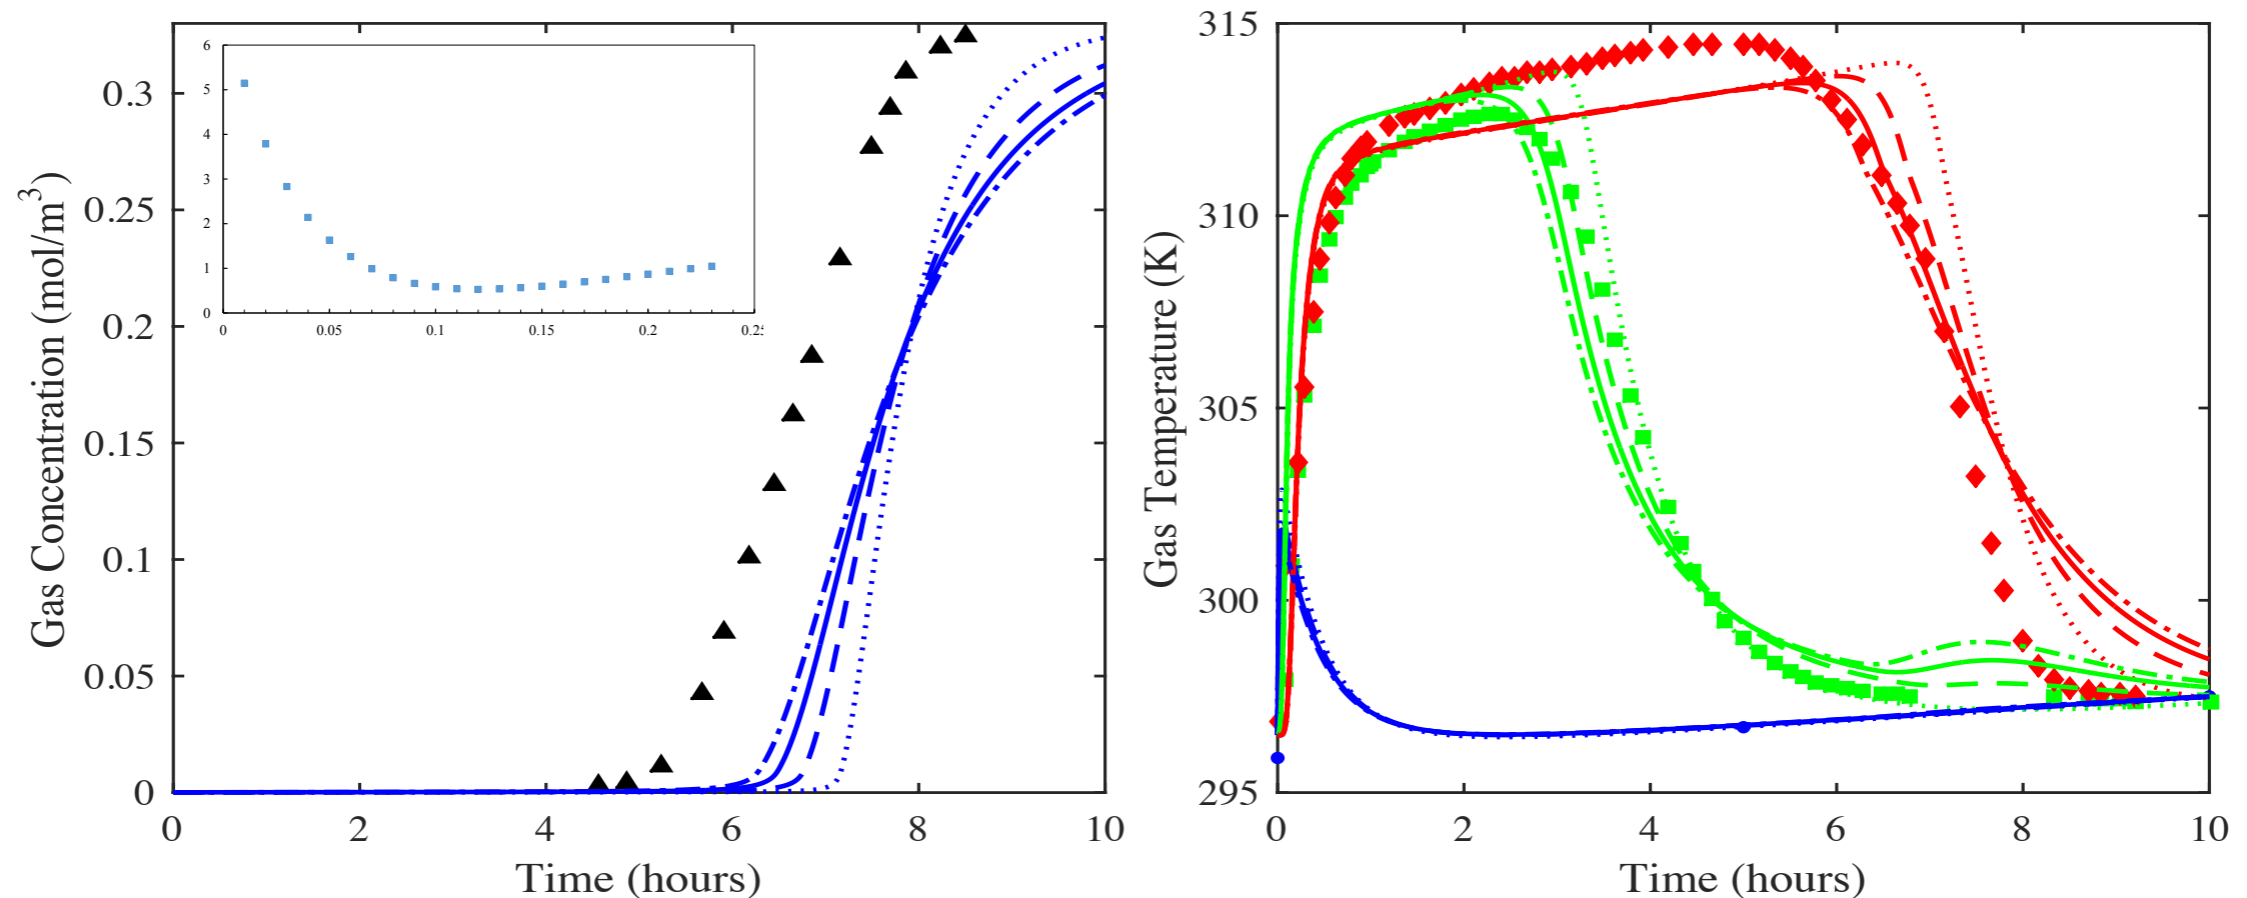 Gas Concentration (mol/m³)
0.3
0.25
0.2
0.15
0.1
0.05
0
0 2 4 6 8 10
Time (hours)
6
5
4
3
2
1
0
0 0.05 0.1 0.15 0.2 0.25
Gas Temperature (K)
315
310
305
300
295
0 2 4 6 8 10
Time (hours)